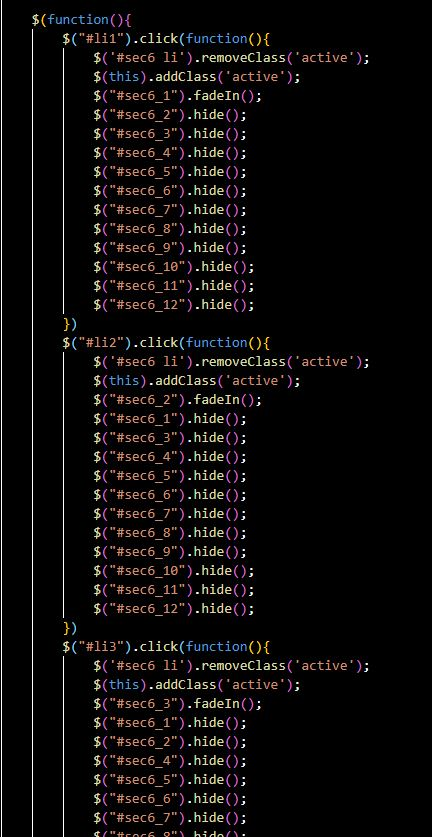 $(function(){
$("#li1").click(function(){
$('#sec6 li').removeClass('active');
$(this).addClass('active');
$("#sec6_1").fadeIn();
$("#sec6_2").hide();
$("#sec6_3").hide();
$("#sec6_4").hide();
$("#sec6_5").hide();
$("#sec6_6").hide();
$("#sec6_7").hide();
$("#sec6_8").hide();
$("#sec6_9").hide();
$("#sec6_10").hide();
$("#sec6_11").hide();
$("#sec6_12").hide();
})
$("#li2").click(function(){
$('#sec6 li').removeClass('active');
$(this).addClass('active');
$("#sec6_2").fadeIn();
$("#sec6_1").hide();
$("#sec6_3").hide();
$("#sec6_4").hide();
$("#sec6_5").hide();
$("#sec6_6").hide();
$("#sec6_7").hide();
$("#sec6_8").hide();
$("#sec6_9").hide();
$("#sec6_10").hide();
$("#sec6_11").hide();
$("#sec6_12").hide();
})
$("#li3").click(function(){
$('#sec6 li').removeClass('active');
$(this).addClass('active');
$("#sec6_3").fadeIn();
$("#sec6_1").hide();
$("#sec6_2").hide();
$("#sec6_4").hide();
$("#sec6_5").hide();
$("#sec6_6").hide();
$("#sec6_7").hide();
$("#sec6_8").hide();